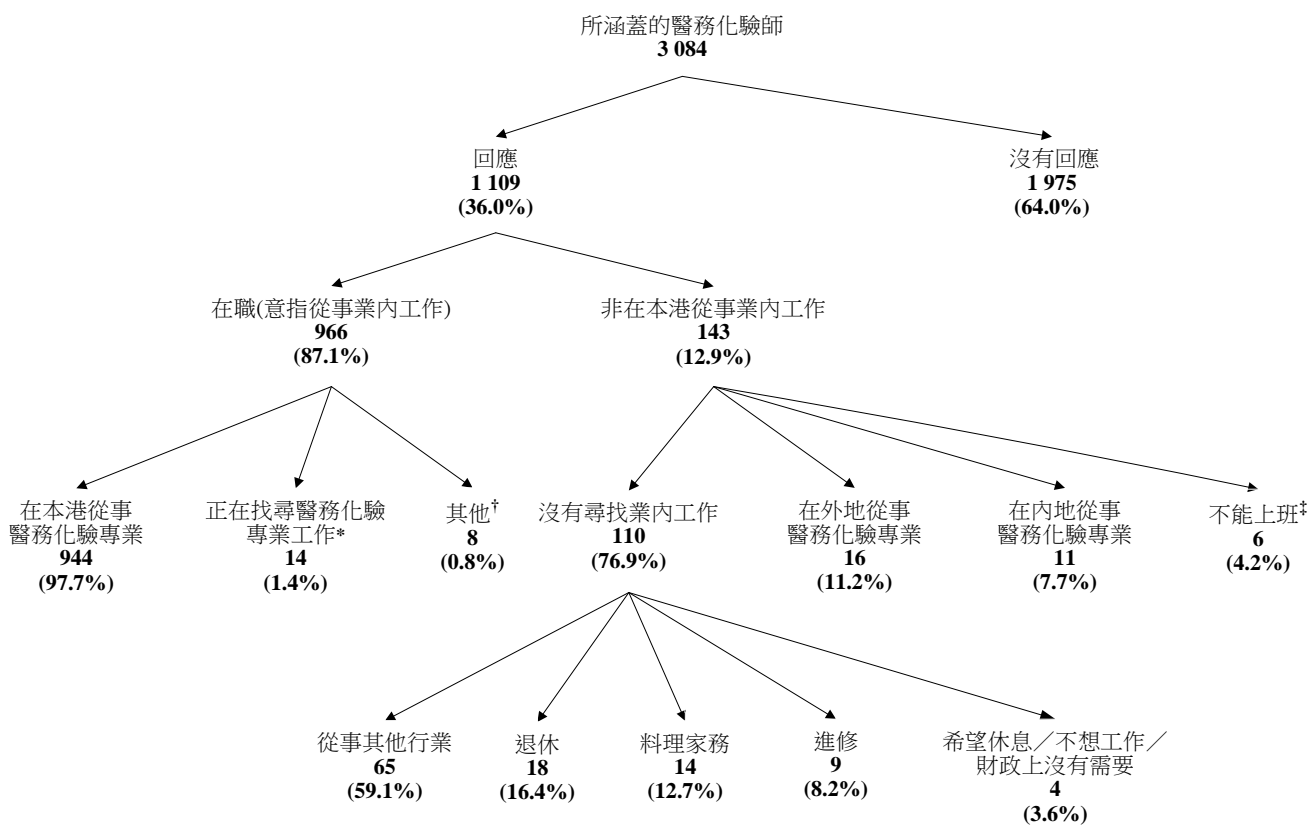 所涵蓋的醫務化驗師
3 084
回應
1 109
(36.0%)
沒有回應
1 975
(64.0%)
在職(意指從事業內工作)
966
(87.1%)
非在本港從事業內工作
143
(12.9%)
在本港從事
醫務化驗專業
944
(97.7%)
正在找尋醫務化驗
專業工作*
14
(1.4%)
其他†
8
(0.8%)
沒有尋找業內工作
110
(76.9%)
在外地從事
醫務化驗專業
16
(11.2%)
在內地從事
醫務化驗專業
11
(7.7%)
不能上班‡
6
(4.2%)
從事其他行業
65
(59.1%)
退休
18
(16.4%)
料理家務
14
(12.7%)
進修
9
(8.2%)
希望休息／不想工作／
財政上沒有需要
4
(3.6%)